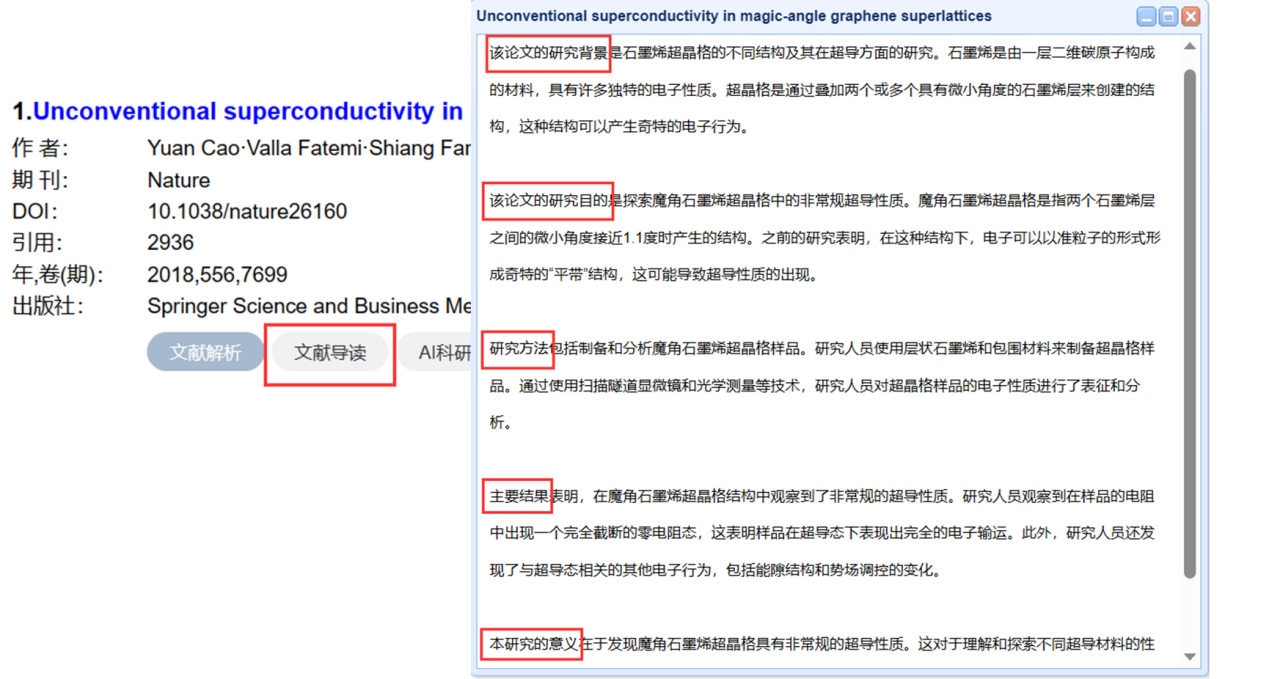 1.Unconventional superconductivity in
作 者： Yuan Cao·Valla Fatemi·Shiang Fan
期 刊： Nature
DOI： 10.1038/nature26160
引用： 2936
年,卷(期)： 2018,556,7699
出版社： Springer Science and Business Me
文献解析 文献导读 AI科研
Unconventional superconductivity in magic-angle graphene superlattices
该论文的研究背景是石墨烯超晶格的不同结构及其在超导方面的研究。石墨烯是由一层二维碳原子构成
的材料，具有许多独特的电子性质。超晶格是通过叠加两个或多个具有微小角度的石墨烯层来创建的结
构，这种结构可以产生奇特的电子行为。
该论文的研究目的是探索魔角石墨烯超晶格中的非常规超导性质。魔角石墨烯超晶格是指两个石墨烯层
之间的微小角度接近1.1度时产生的结构。之前的研究表明，在这种结构下，电子可以以准粒子的形式形
成奇特的“平带”结构，这可能导致超导性质的出现。
研究方法包括制备和分析魔角石墨烯超晶格样品。研究人员使用层状石墨烯和包围材料来制备超晶格样
品。通过使用扫描隧道显微镜和光学测量等技术，研究人员对超晶格样品的电子性质进行了表征和分
析。
主要结果表明，在魔角石墨烯超晶格结构中观察到了非常规的超导性质。研究人员观察到在样品的电阻
中出现一个完全截断的零电阻态，这表明样品在超导态下表现出完全的电子输运。此外，研究人员还发
现了与超导态相关的其他电子行为，包括能隙结构和势场调控的变化。
本研究的意义在于发现魔角石墨烯超晶格具有非常规的超导性质。这对于理解和探索不同超导材料的性